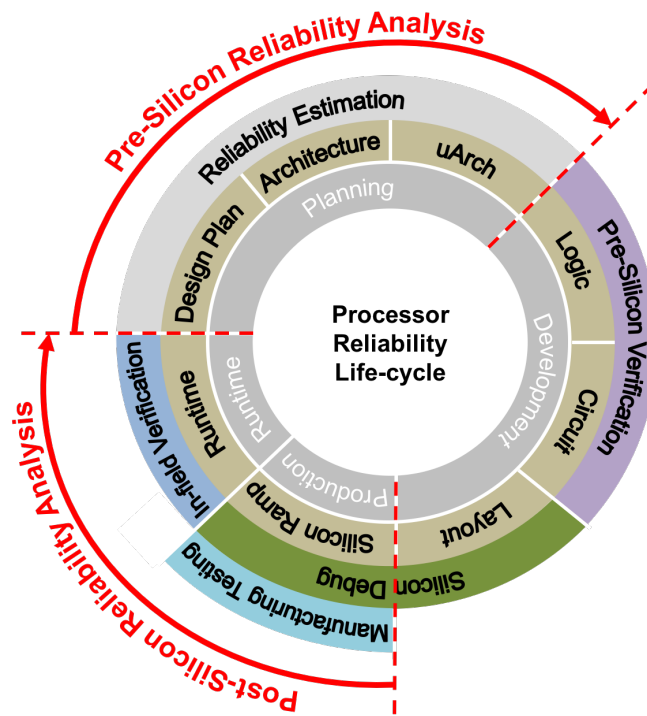 Pre-Silicon Reliability Analysis
Reliability Estimation
Design Plan
Architecture
uArch
Planning
Logic
Circuit
Pre-Silicon Verification
Development
Processor
Reliability
Life-cycle
Layout
Silicon Debug
Silicon Ramp
Production
Manufacturing Testing
Runtime
Runtime
In-field Verification
Post-Silicon Reliability Analysis